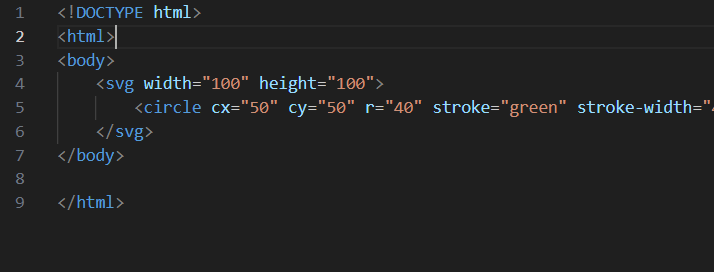 1 <!DOCTYPE html>
2 <html>
3 <body>
4 <svg width="100" height="100">
5 <circle cx="50" cy="50" r="40" stroke="green" stroke-width="
6 </svg>
7 </body>
8
9 </html>